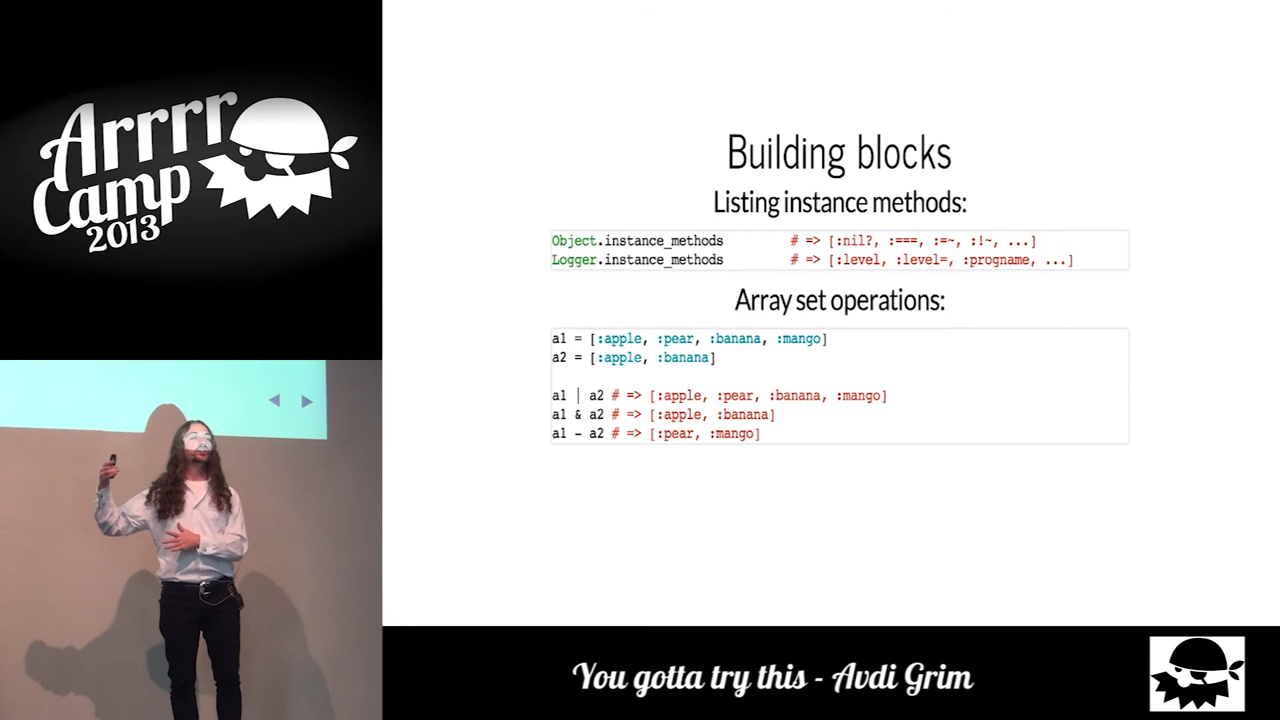 Arrrrr
Camp
2013
Building blocks
Listing instance methods:
Object.instance_methods # => [:nil?, :===, :=~, :!~, ...]
Logger.instance_methods # => [:level, :level=, :progname, ...]
Array set operations:
a1 = [:apple, :pear, :banana, :mango]
a2 = [:apple, :banana]
a1 | a2 # => [:apple, :pear, :banana, :mango]
a1 & a2 # => [:apple, :banana]
a1 - a2 # => [:pear, :mango]
You gotta try this - Avdi Grim